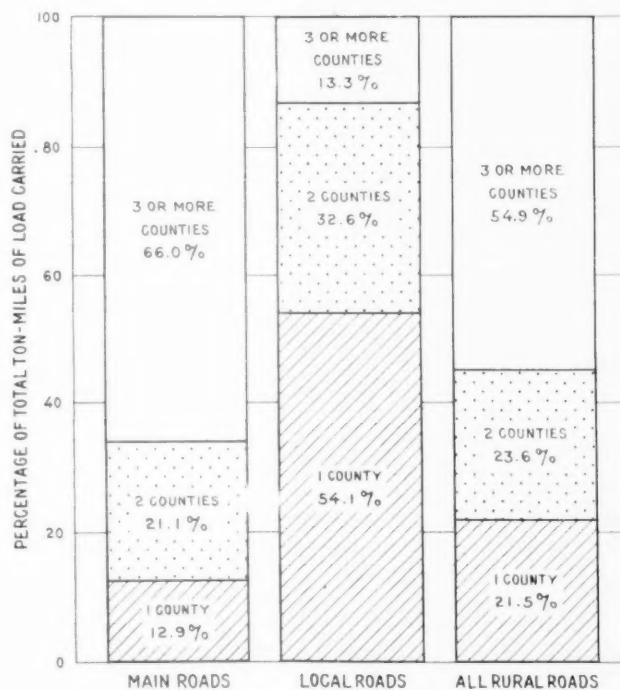 PERCENTAGE OF TOTAL TON-MILES OF LOAD CARRIED
100
80
60
40
20
0
3 OR MORE
COUNTIES
66.0%
2 COUNTIES
21.1%
1 COUNTY
12.9%
MAIN ROADS
3 OR MORE
COUNTIES
13.3%
2 COUNTIES
32.6%
1 COUNTY
54.1%
LOCAL ROADS
3 OR MORE
COUNTIES
54.9%
2 COUNTIES
23.6%
1 COUNTY
21.5%
ALL RURAL ROADS